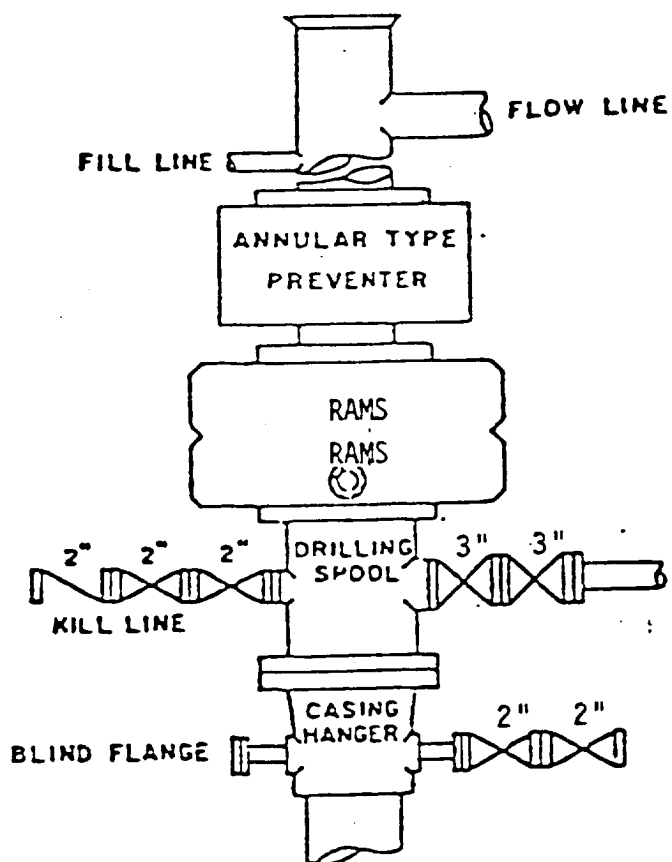 FLOW LINE
FILL LINE
ANNULAR TYPE
PREVENTER
RAMS
RAMS
2" 2" 2"
DRILLING
SPOOL
3" 3"
KILL LINE
CASING
HANGER
2" 2"
BLIND FLANGE